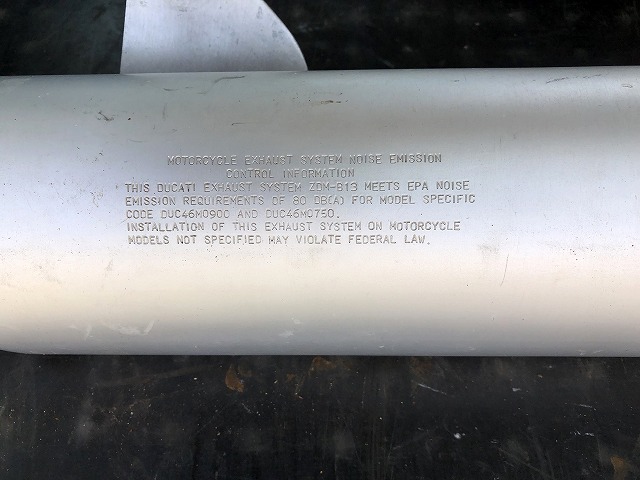 MOTORCYCLE EXHAUST SYSTEM NOISE EMISSION
CONTROL INFORMATION
THIS DUCATI EXHAUST SYSTEM ZDM-B13 MEETS EPA NOISE
EMISSION REQUIREMENTS OF 80 DB(A) FOR MODEL SPECIFIC
CODE DUC46M0900 AND DUC46M0750.
INSTALLATION OF THIS EXHAUST SYSTEM ON MOTORCYCLE
MODELS NOT SPECIFIED MAY VIOLATE FEDERAL LAW.